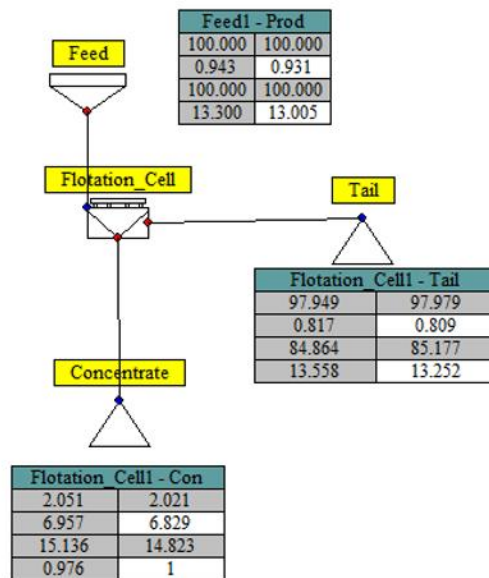 Feed1 - Prod
100.000 100.000
0.943 0.931
100.000 100.000
13.300 13.005
Feed
Flotation_Cell
Tail
Flotation_Cell1 - Tail
97.949 97.979
0.817 0.809
84.864 85.177
13.558 13.252
Concentrate
Flotation_Cell1 - Con
2.051 2.021
6.957 6.829
15.136 14.823
0.976 1